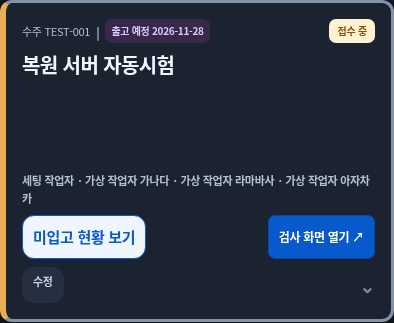 수주 TEST-001 | 출고 예정 2026-11-28 접수 중
복원 서버 자동시험
세팅 작업자 · 가상 작업자 가나다 · 가상 작업자 라마바사 · 가상 작업자 아자차
카
미입고 현황 보기 검사 화면 열기 ↗
수정